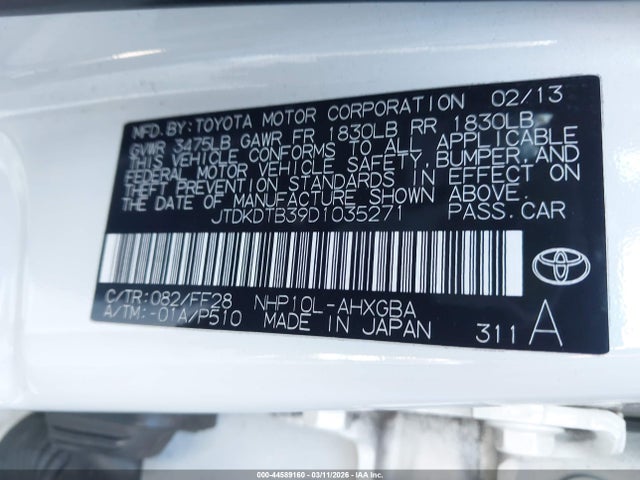 MFD. BY: TOYOTA MOTOR CORPORATION 02/13
GVWR 3475LB GAWR FR 1830LB RR 1830LB
THIS VEHICLE CONFORMS TO ALL APPLICABLE
FEDERAL MOTOR VEHICLE SAFETY, BUMPER, AND
THEFT PREVENTION STANDARDS IN EFFECT ON
THE DATE OF MANUFACTURE SHOWN ABOVE.
JTDKDTB39D1035271 PASS. CAR
C/TR: 082/FF28 NHP10L-AHXGBA
A/TM: -01A/P510 MADE IN JAPAN 311 A
000-44589160 - 03/11/2026 - IAAI.COM